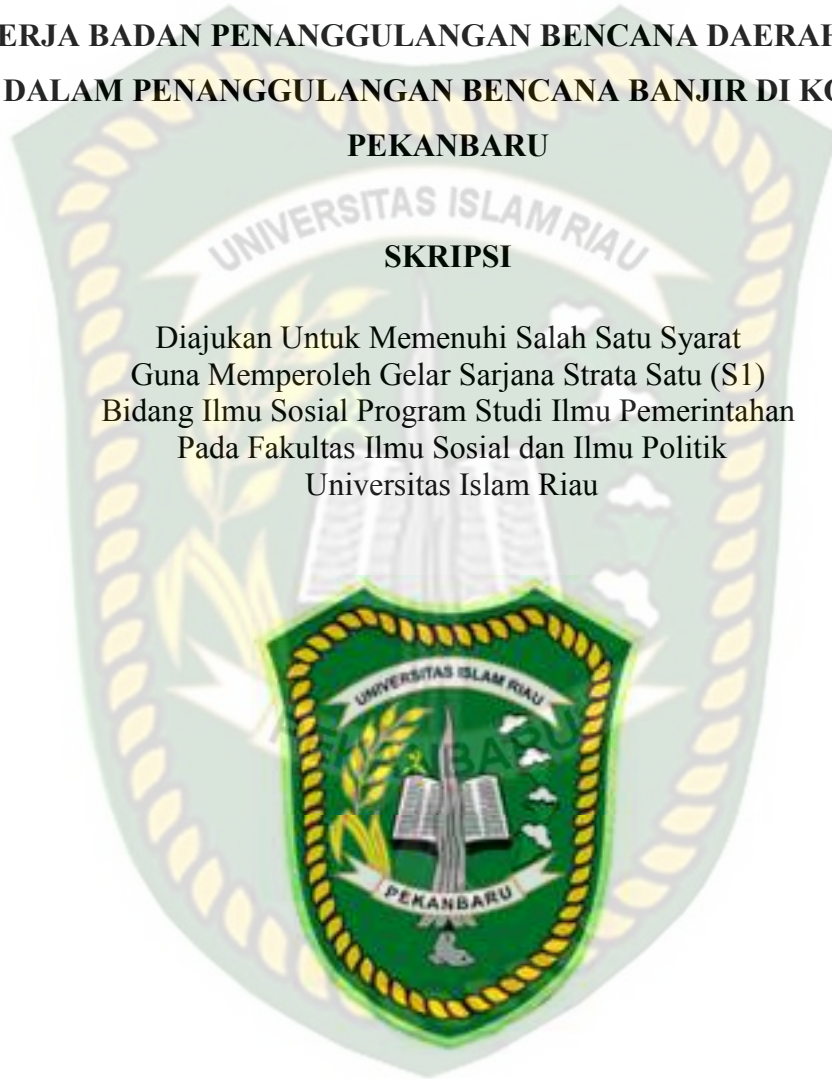 ERJA BADAN PENANGGULANGAN BENCANA DAERAH
DALAM PENANGGULANGAN BENCANA BANJIR DI KO
PEKANBARU
UNIVERSITAS ISLAM RIAU
SKRIPSI
Diajukan Untuk Memenuhi Salah Satu Syarat
Guna Memperoleh Gelar Sarjana Strata Satu (S1)
Bidang Ilmu Sosial Program Studi Ilmu Pemerintahan
Pada Fakultas Ilmu Sosial dan Ilmu Politik
Universitas Islam Riau
UNIVERSITAS ISLAM RIAU
PEKANBARU
PEKANBARU